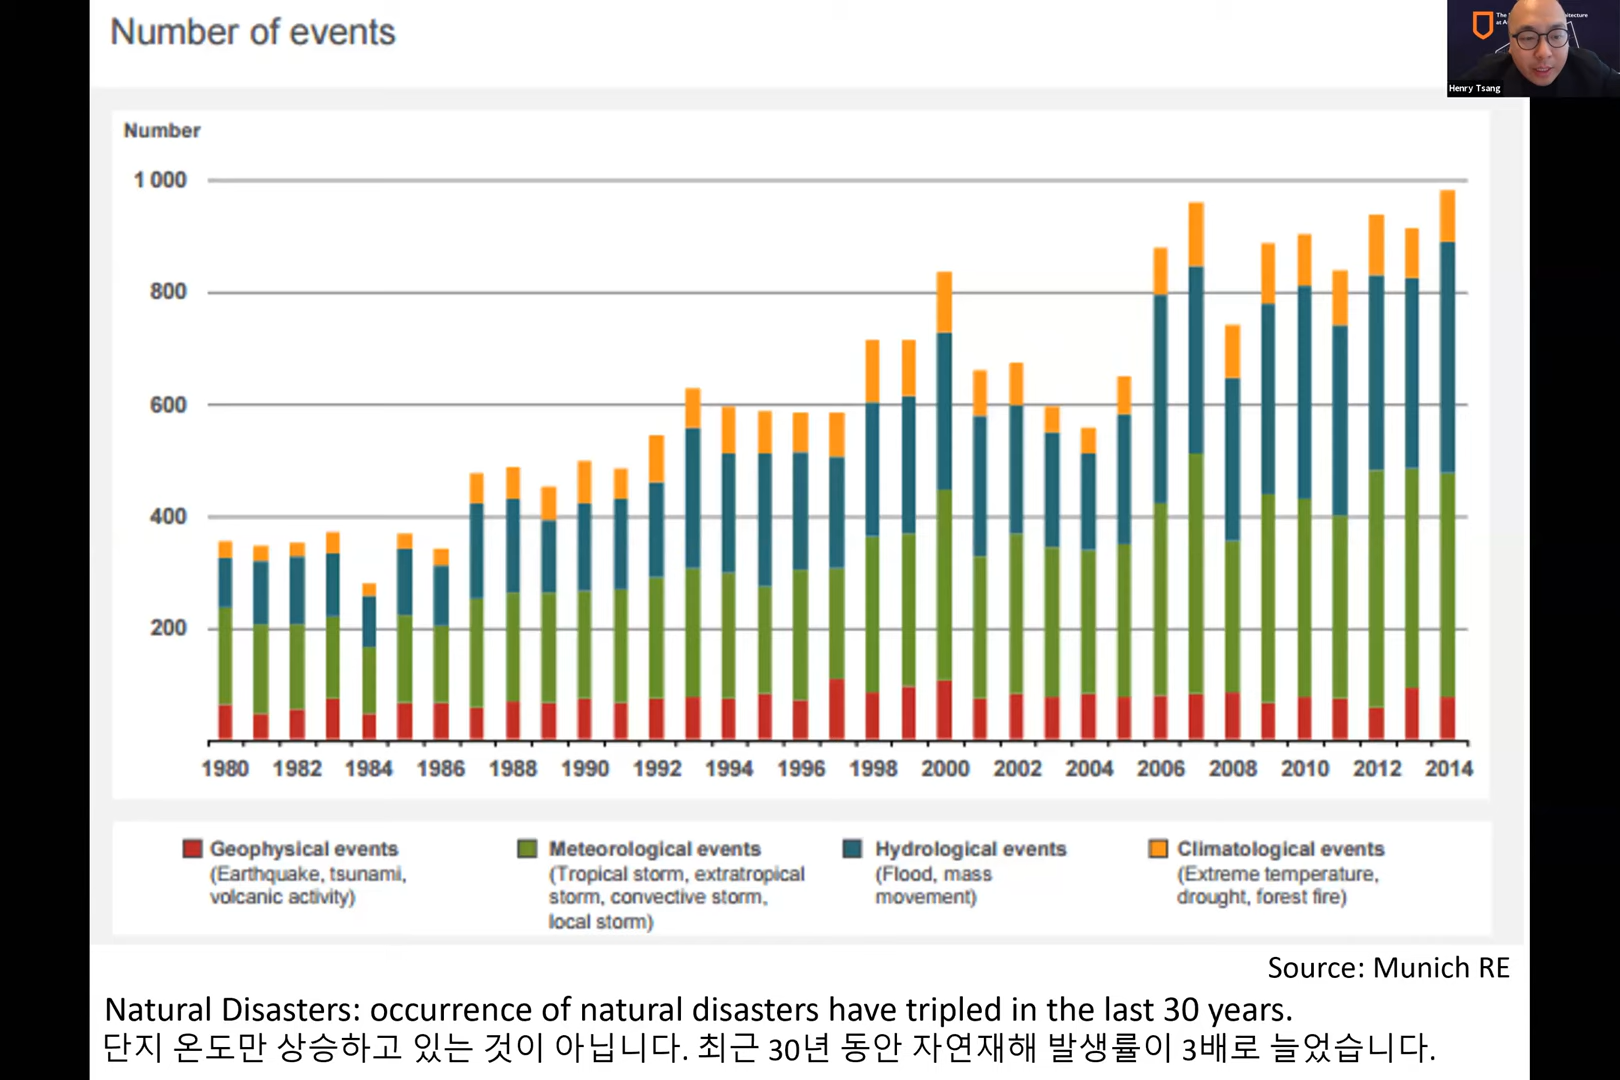 Number of events
Henry Tsang
Number
1 000
800
600
400
200
1980 1982 1984 1986 1988 1990 1992 1994 1996 1998 2000 2002 2004 2006 2008 2010 2012 2014
Geophysical events
(Earthquake, tsunami,
volcanic activity)
Meteorological events
(Tropical storm, extratropical
storm, convective storm,
local storm)
Hydrological events
(Flood, mass
movement)
Climatological events
(Extreme temperature,
drought, forest fire)
Source: Munich RE
Natural Disasters: occurrence of natural disasters have tripled in the last 30 years.
단지 온도만 상승하고 있는 것이 아닙니다. 최근 30년 동안 자연재해 발생률이 3배로 늘었습니다.